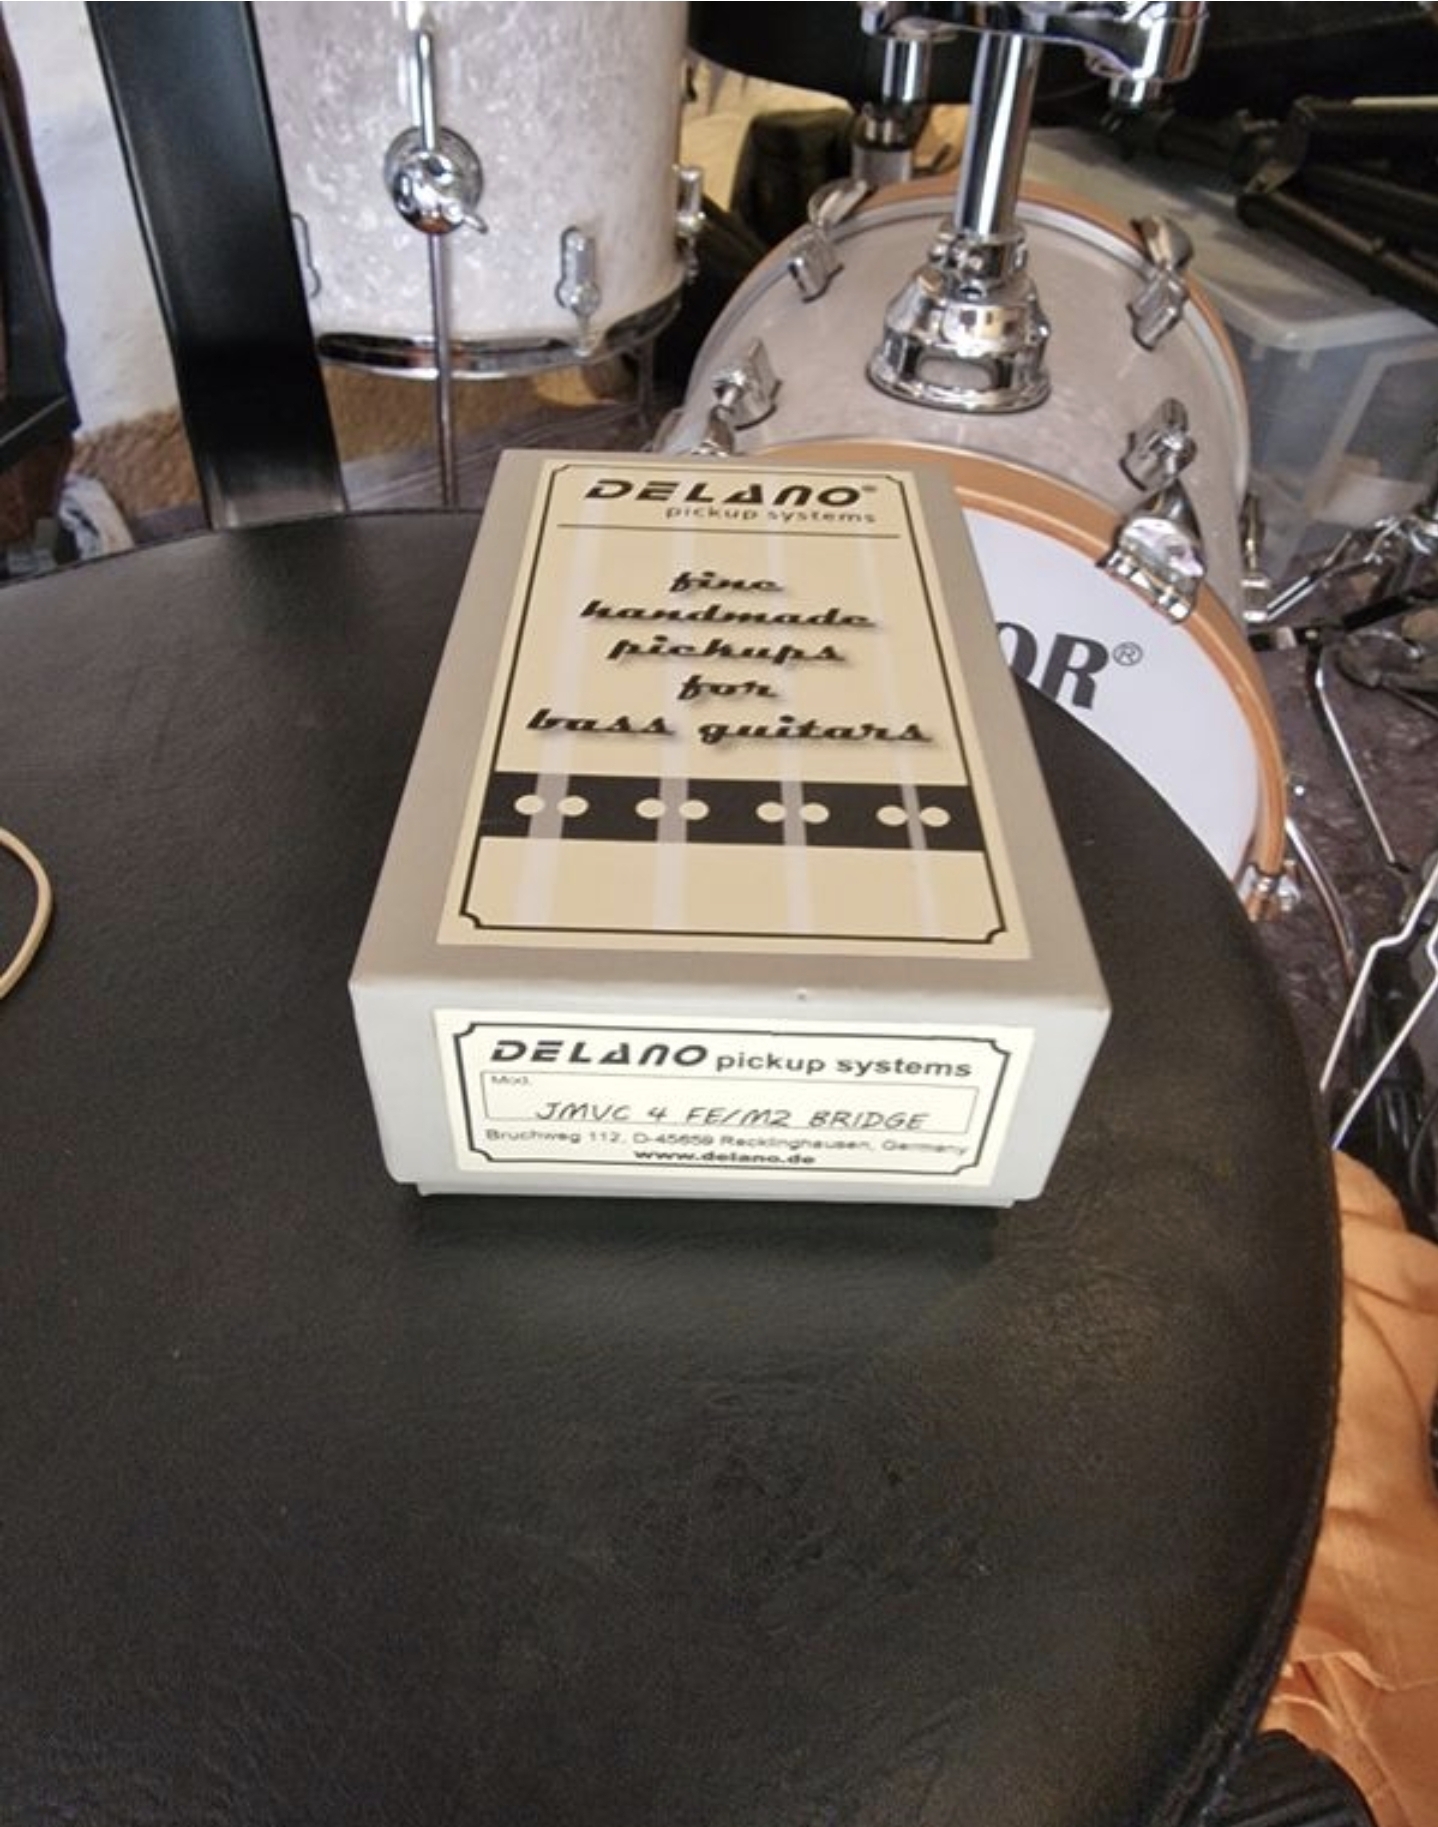 DELANO®
pickup systems
fine
handmade
pickups
for
bass guitars
OR®
DELANO pickup systems
Mod.
JMVC 4 FE/M2 BRIDGE
Bruchweg 112, D-45659 Recklinghausen, Germany
www.delano.de